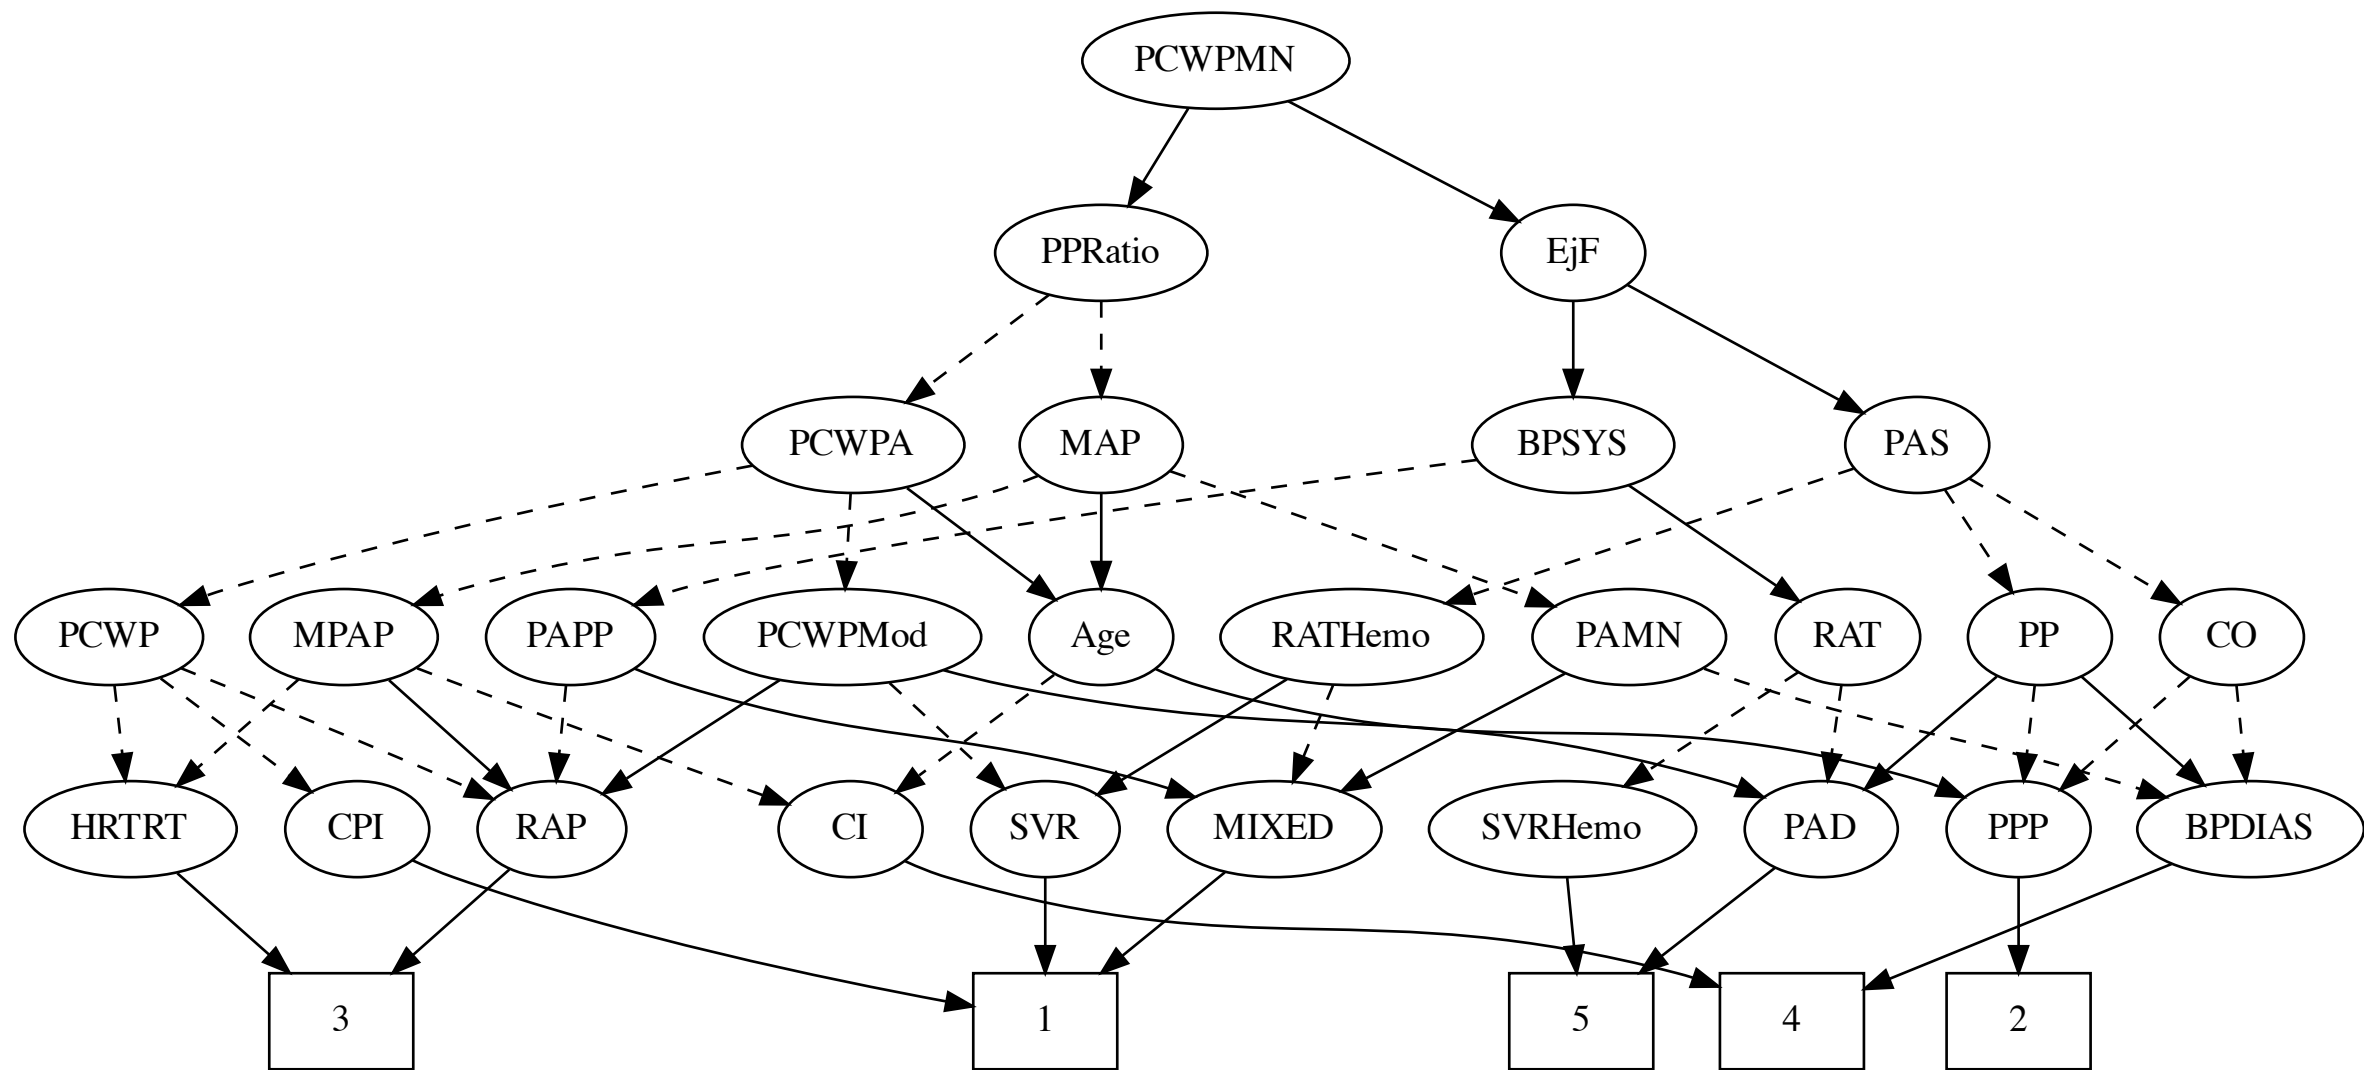 PCWPMN
PPRatio
EjF
PCWPA
MAP
BPSYS
PAS
PCWP
MPAP
PAPP
PCWPMod
Age
RATHemo
PAMN
RAT
PP
CO
HRTRT
CPI
RAP
CI
SVR
MIXED
SVRHemo
PAD
PPP
BPDIAS
3
1
5
4
2